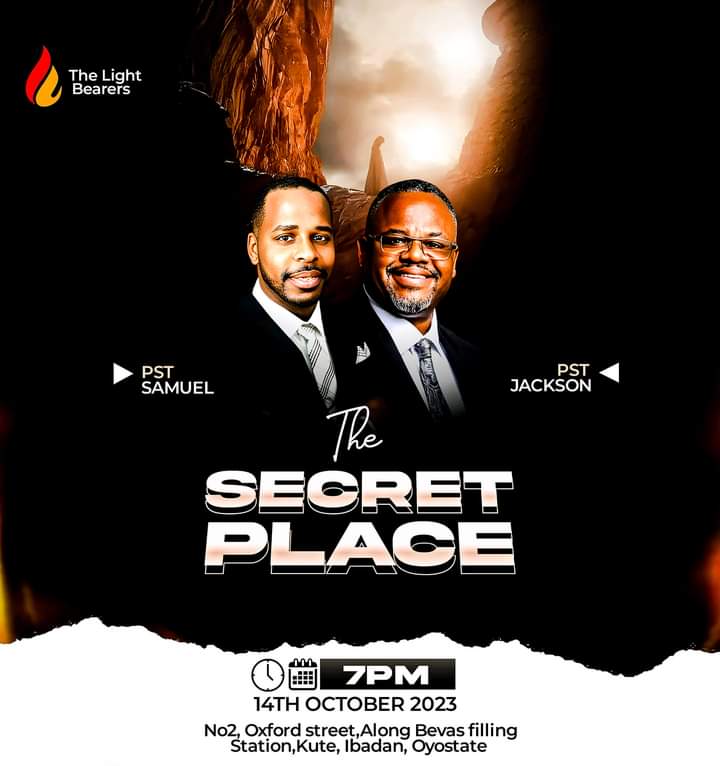 The Light
Bearers
PST
SAMUEL
PST
JACKSON
The
SECRET
PLACE
7PM
14TH OCTOBER 2023
No2, Oxford street,Along Bevas filling
Station,Kute, Ibadan, Oyostate